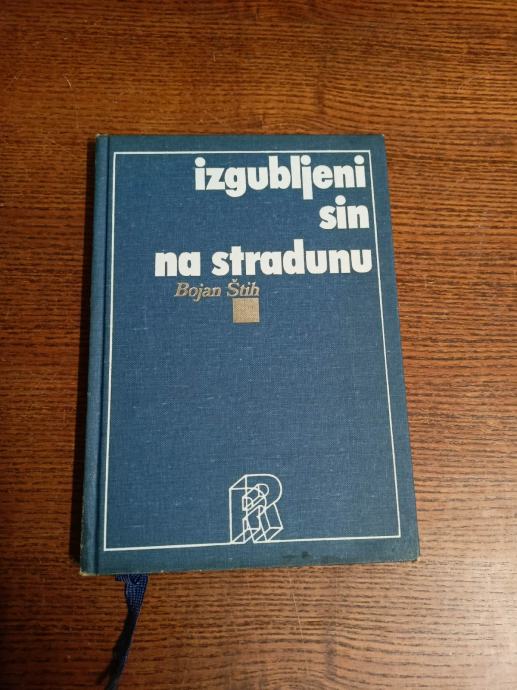 izgubljeni
sin
na stradunu
Bojan Štih
R